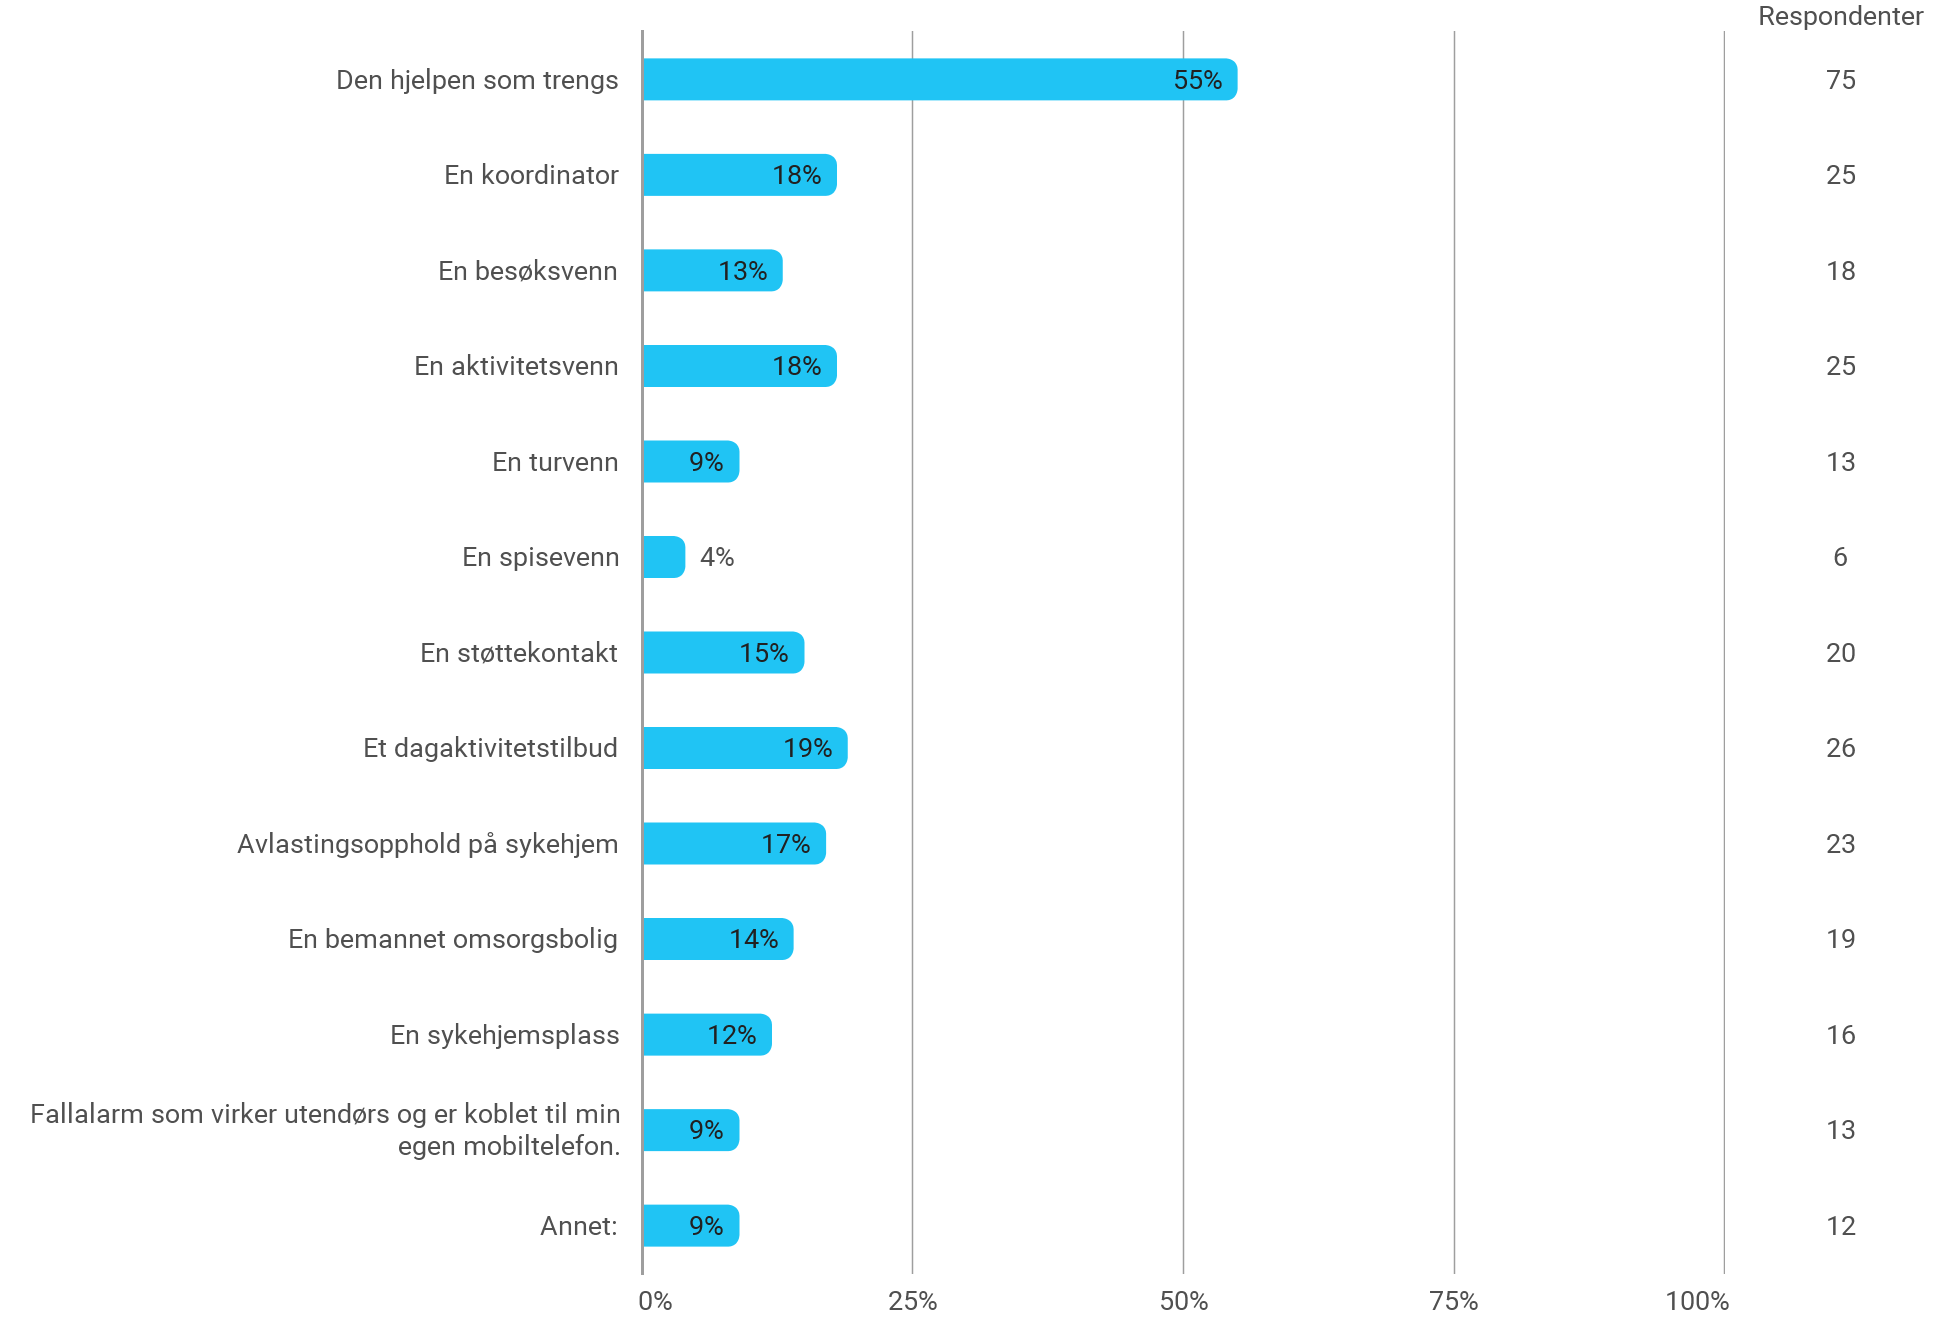 Respondenter
Den hjelpen som trengs 55% 75
En koordinator 18% 25
En besøksvenn 13% 18
En aktivitetsvenn 18% 25
En turvenn 9% 13
En spisevenn 4% 6
En støttekontakt 15% 20
Et dagaktivitetstilbud 19% 26
Avlastingsopphold på sykehjem 17% 23
En bemannet omsorgsbolig 14% 19
En sykehjemsplass 12% 16
Fallalarm som virker utendørs og er koblet til min
egen mobiltelefon. 9% 13
Annet: 9% 12
0% 25% 50% 75% 100%